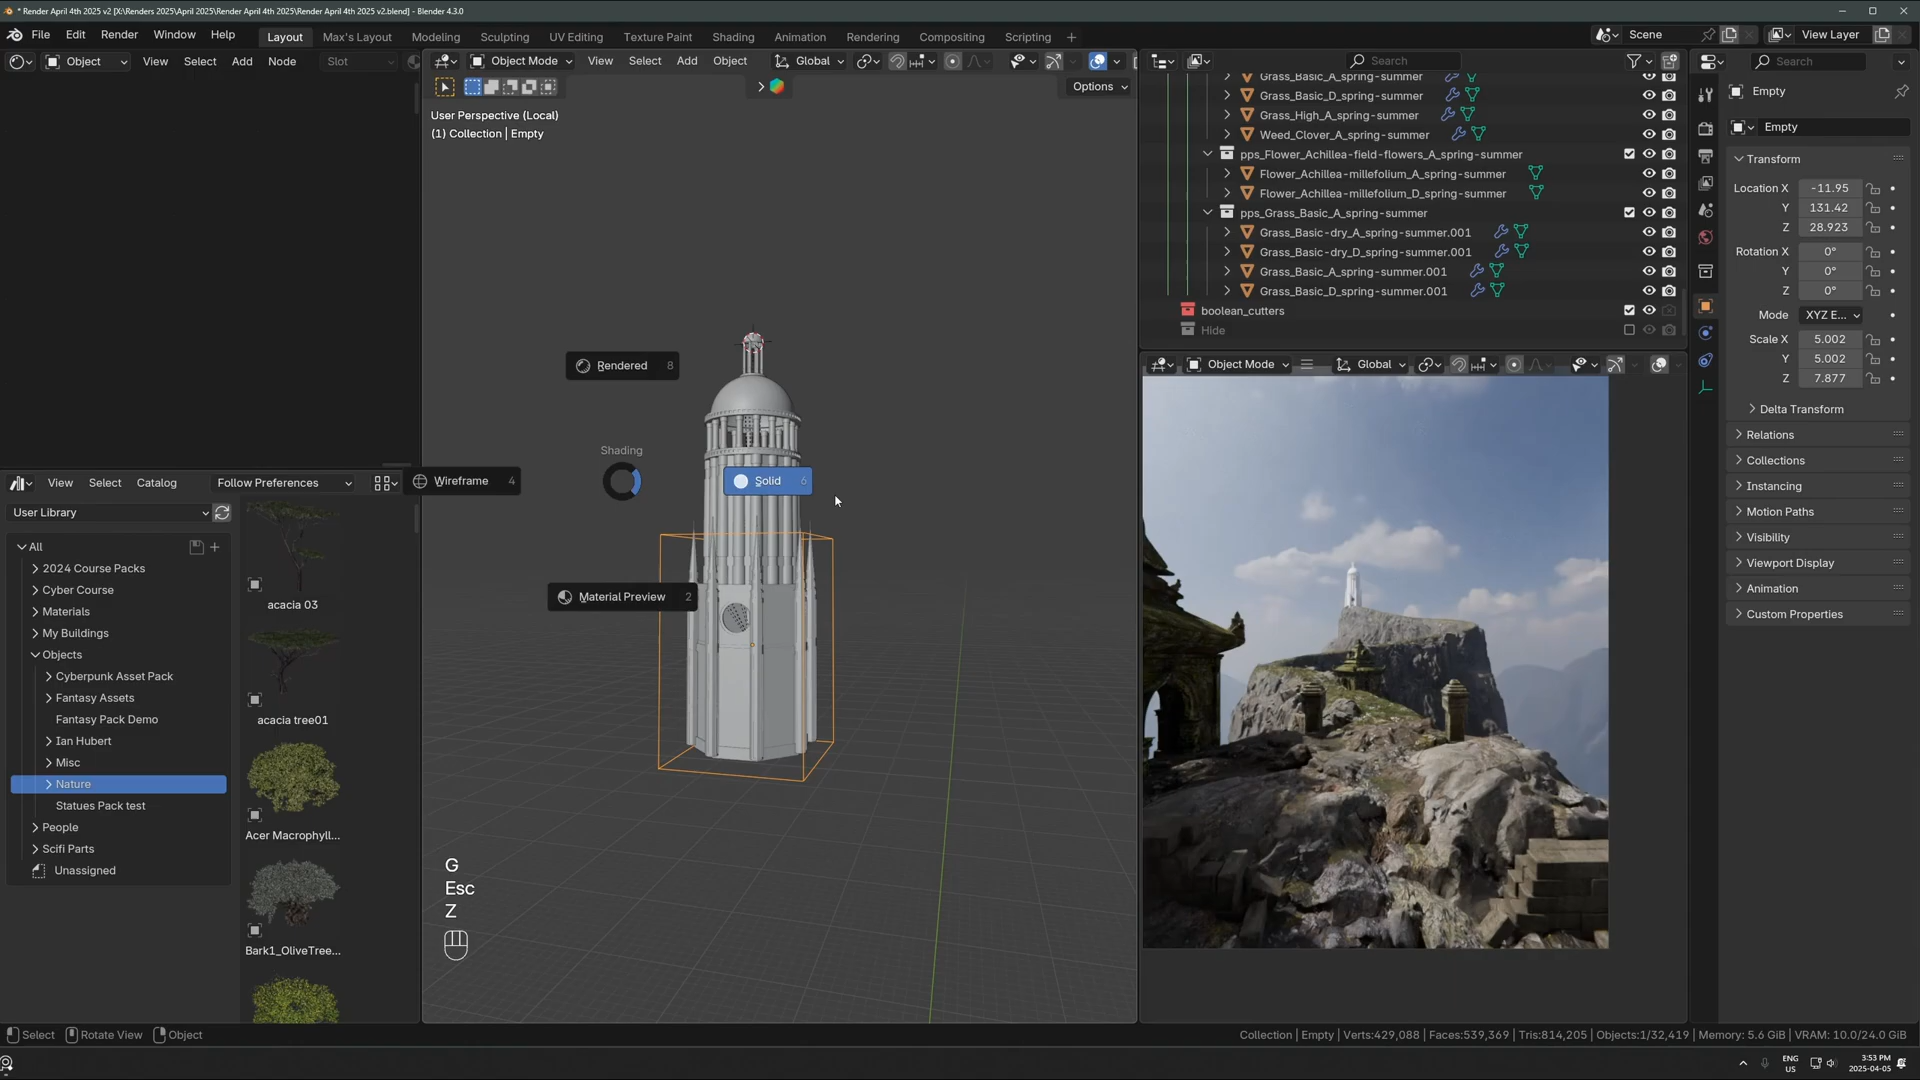 * Render April 4th 2025 v2 [X:\Renders 2025\April 2025\Render April 4th 2025\Render April 4th 2025 v2.blend] - Blender 4.3.0
File Edit Render Window Help Layout Max's Layout Modeling Sculpting UV Editing Texture Paint Shading Animation Rendering Compositing Scripting + Scene View Layer
Object View Select Add Node Slot
Object Mode View Select Add Object Global
Search
Search
Options
User Perspective (Local)
(1) Collection | Empty
Grass_Basic_A_spring-summer
Grass_Basic_D_spring-summer
Grass_High_A_spring-summer
Weed_Clover_A_spring-summer
pps_Flower_Achillea-field-flowers_A_spring-summer
Flower_Achillea-millefolium_A_spring-summer
Flower_Achillea-millefolium_D_spring-summer
pps_Grass_Basic_A_spring-summer
Grass_Basic-dry_A_spring-summer.001
Grass_Basic-dry_D_spring-summer.001
Grass_Basic_A_spring-summer.001
Grass_Basic_D_spring-summer.001
boolean_cutters
Hide
Object Mode Global
Empty
Empty
Transform
Location X -11.95
Y 131.42
Z 28.923
Rotation X 0°
Y 0°
Z 0°
Mode XYZ E...
Scale X 5.002
Y 5.002
Z 7.877
Delta Transform
Relations
Collections
Instancing
Motion Paths
Visibility
Viewport Display
Animation
Custom Properties
Rendered 8
Shading
Wireframe 4
Solid 6
Material Preview 2
G
Esc
Z
View Select Catalog Follow Preferences
User Library
All
2024 Course Packs
Cyber Course
Materials
My Buildings
Objects
Cyberpunk Asset Pack
Fantasy Assets
Fantasy Pack Demo
Ian Hubert
Misc
Nature
Statues Pack test
People
Scifi Parts
Unassigned
acacia 03
acacia tree01
Acer Macrophyll...
Bark1_OliveTree...
Select Rotate View Object
Collection | Empty | Verts:429,088 | Faces:539,369 | Tris:814,205 | Objects:1/32,419 | Memory: 5.6 GiB | VRAM: 10.0/24.0 GiB
ENG
US
3:53 PM
2025-04-05